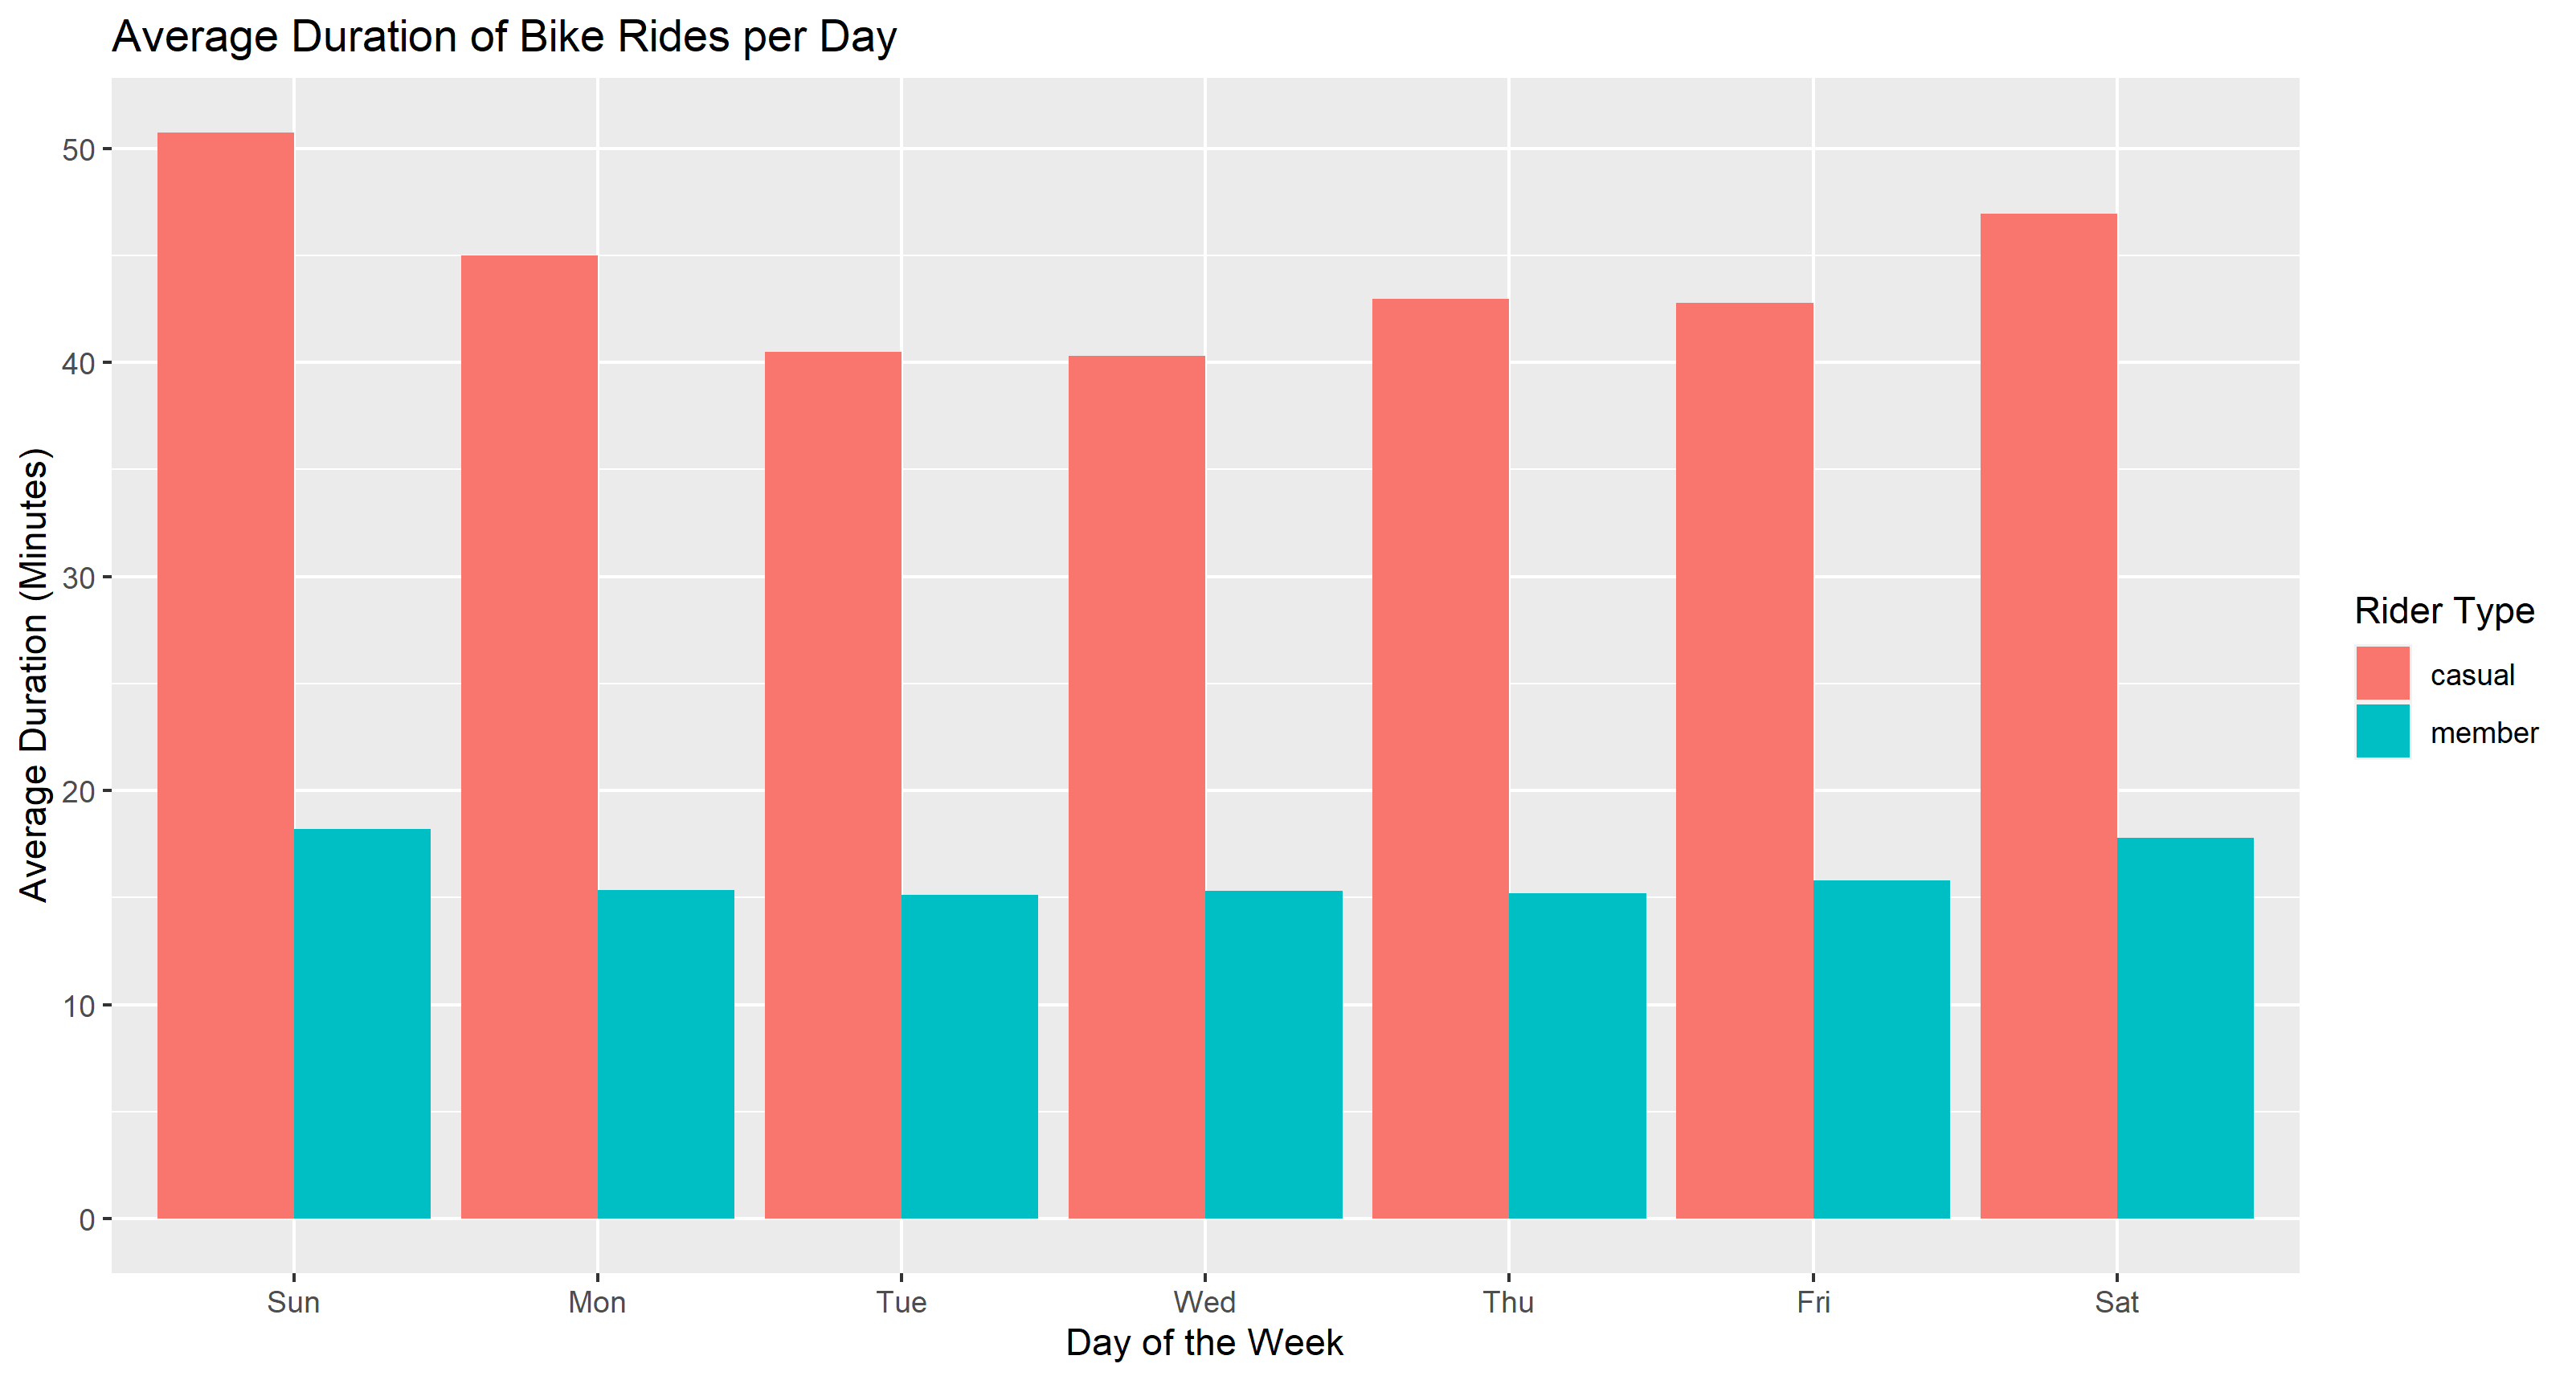 Average Duration of Bike Rides per Day
Average Duration (Minutes)
50
40
30
20
10
0
Sun Mon Tue Wed Thu Fri Sat
Day of the Week
Rider Type
casual
member